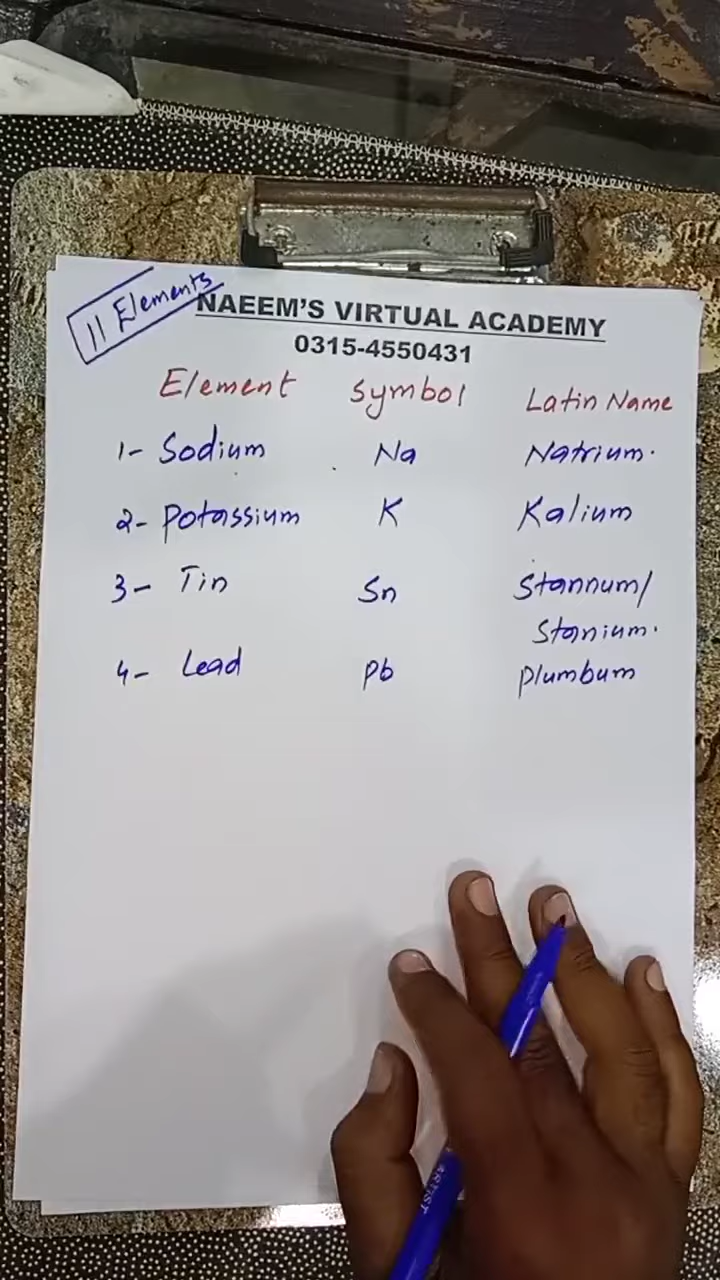 11 Elements
NAEEM'S VIRTUAL ACADEMY
0315-4550431
Element Symbol Latin Name
1- Sodium Na Natrium.
2- Potassium K Kalium
3- Tin Sn Stannum/
Stanium.
4- Lead Pb Plumbum
ARTIST